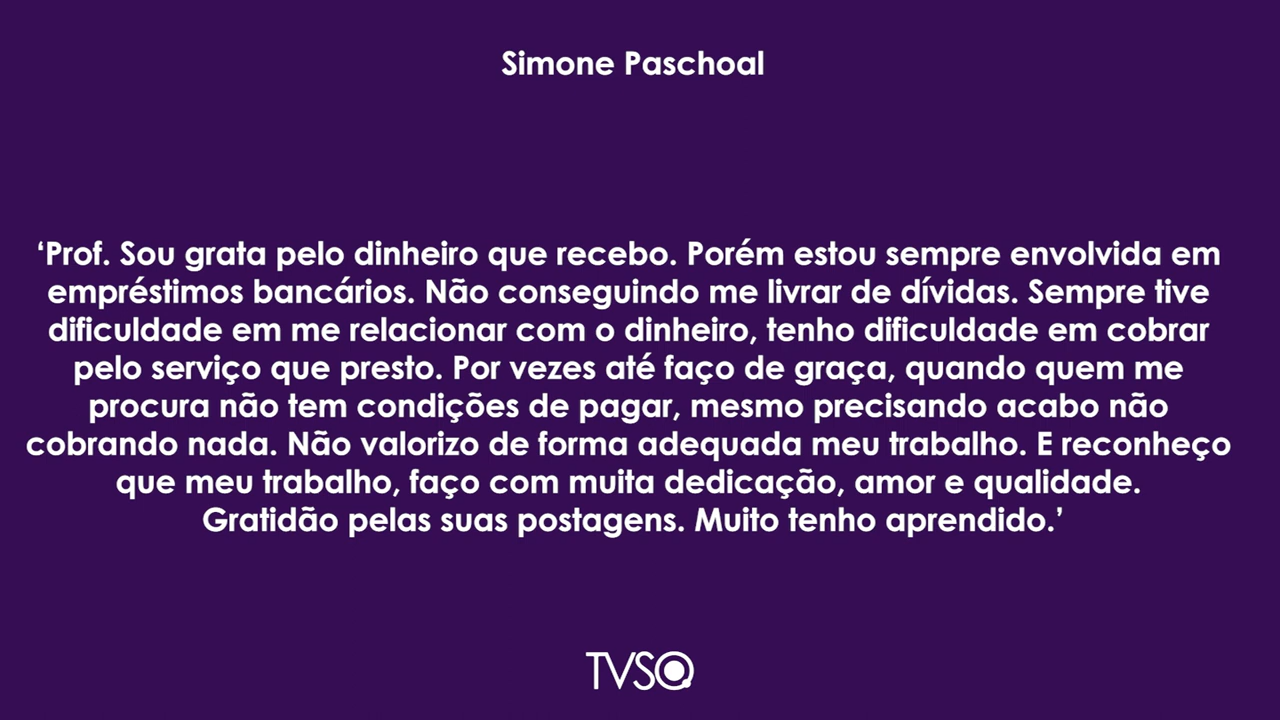 Simone Paschoal
‘Prof. Sou grata pelo dinheiro que recebo. Porém estou sempre envolvida em
empréstimos bancários. Não conseguindo me livrar de dívidas. Sempre tive
dificuldade em me relacionar com o dinheiro, tenho dificuldade em cobrar
pelo serviço que presto. Por vezes até faço de graça, quando quem me
procura não tem condições de pagar, mesmo precisando acabo não
cobrando nada. Não valorizo de forma adequada meu trabalho. E reconheço
que meu trabalho, faço com muita dedicação, amor e qualidade.
Gratidão pelas suas postagens. Muito tenho aprendido.’
TVSQ